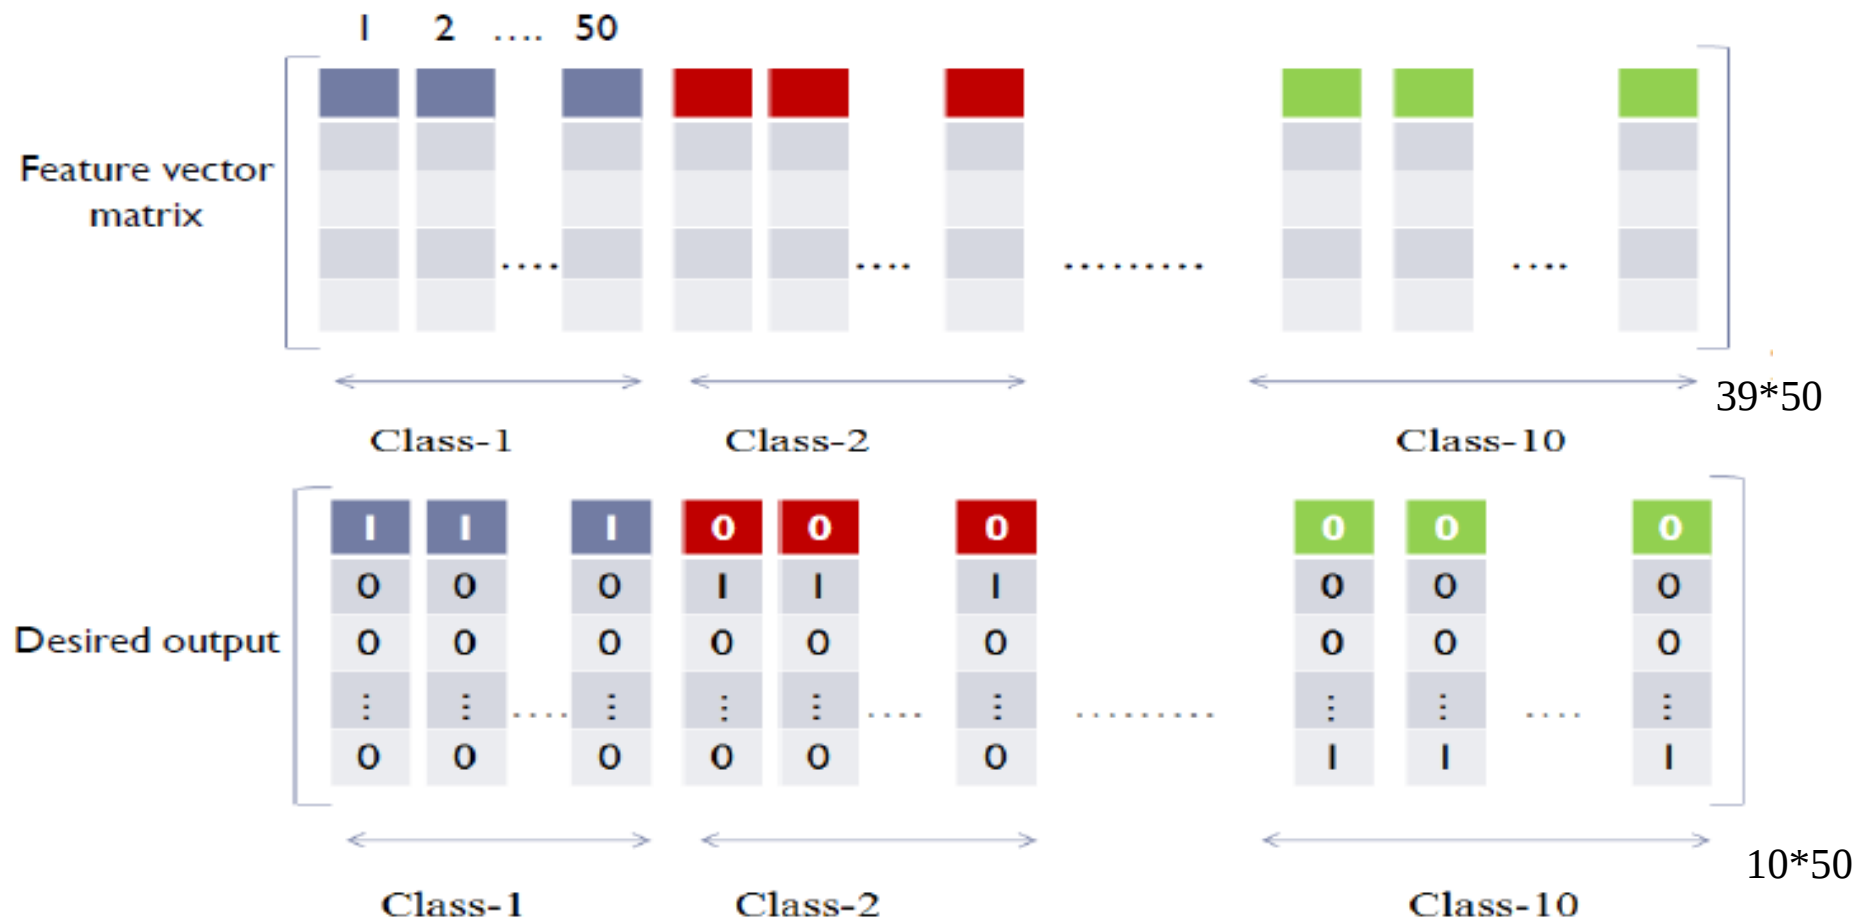 1 2 .... 50
Feature vector
matrix
.... .... ......... ....
39*50
Class-1 Class-2 Class-10
1 1 1 0 0 0 0 0 0
0 0 0 1 1 1 0 0 0
Desired output
0 0 0 0 0 0 0 0 0
⋮ ⋮ .... ⋮ ⋮ ⋮ .... ⋮ ......... ⋮ ⋮ .... ⋮
0 0 0 0 0 0 1 1 1
10*50
Class-1 Class-2 Class-10